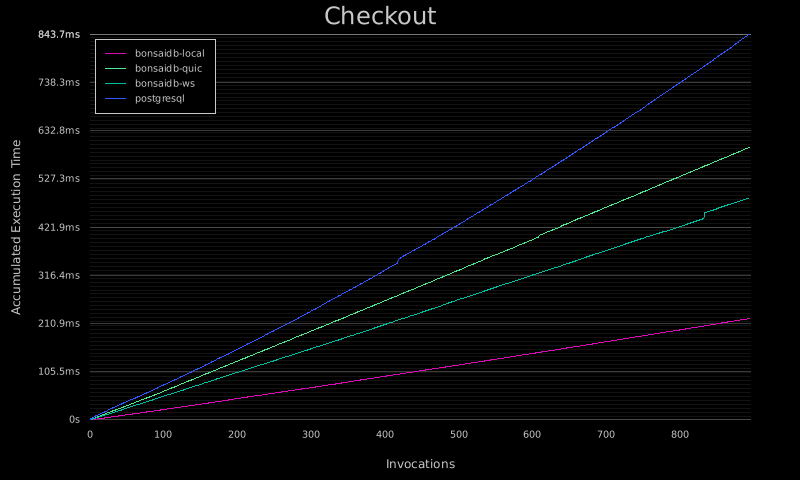 Checkout
843.7ms
738.3ms
632.8ms
527.3ms
421.9ms
316.4ms
210.9ms
105.5ms
0s
bonsaidb-local
bonsaidb-quic
bonsaidb-ws
postgresql
Accumulated Execution Time
0 100 200 300 400 500 600 700 800
Invocations